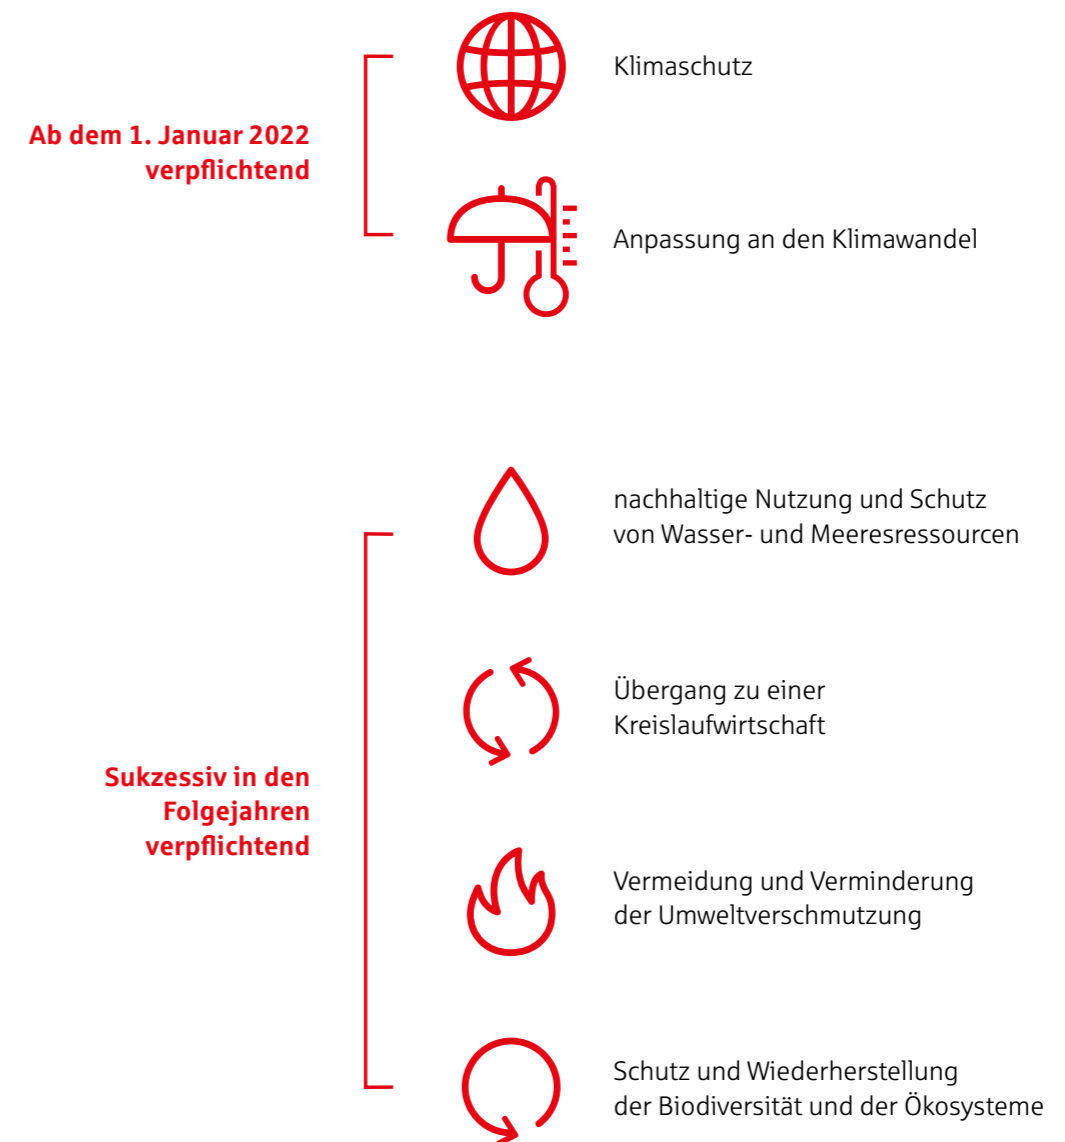 Ab dem 1. Januar 2022
verpflichtend
Klimaschutz
Anpassung an den Klimawandel
Sukzessiv in den
Folgejahren
verpflichtend
nachhaltige Nutzung und Schutz
von Wasser- und Meeresressourcen
Übergang zu einer
Kreislaufwirtschaft
Vermeidung und Verminderung
der Umweltverschmutzung
Schutz und Wiederherstellung
der Biodiversität und der Ökosysteme